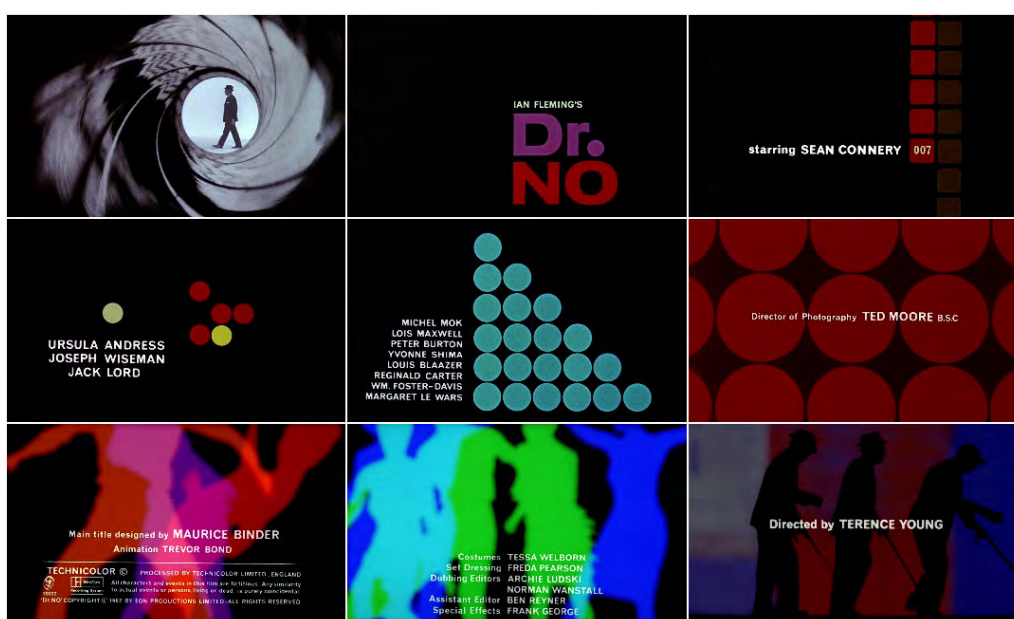 IAN FLEMING'S
Dr.
NO
starring SEAN CONNERY 007
URSULA ANDRESS
JOSEPH WISEMAN
JACK LORD
MICHEL MOK
LOIS MAXWELL
PETER BURTON
YVONNE SHIMA
LOUIS BLAAZER
REGINALD CARTER
WM. FOSTER-DAVIS
MARGARET LE WARS
Director of Photography TED MOORE B.S.C
Main title designed by MAURICE BINDER
Animation TREVOR BOND
TECHNICOLOR © PROCESSED BY TECHNICOLOR LIMITED, ENGLAND
All characters and events in this film are fictitious. Any similarity
to actual events or persons, living or dead, is purely coincidental
'DR.NO' COPYRIGHT © 1962 BY EON PRODUCTIONS LIMITED-ALL RIGHTS RESERVED
Costumes TESSA WELBORN
Set Dressing FREDA PEARSON
Dubbing Editors ARCHIE LUDSKI
NORMAN WANSTALL
Assistant Editor BEN REYNER
Special Effects FRANK GEORGE
Directed by TERENCE YOUNG